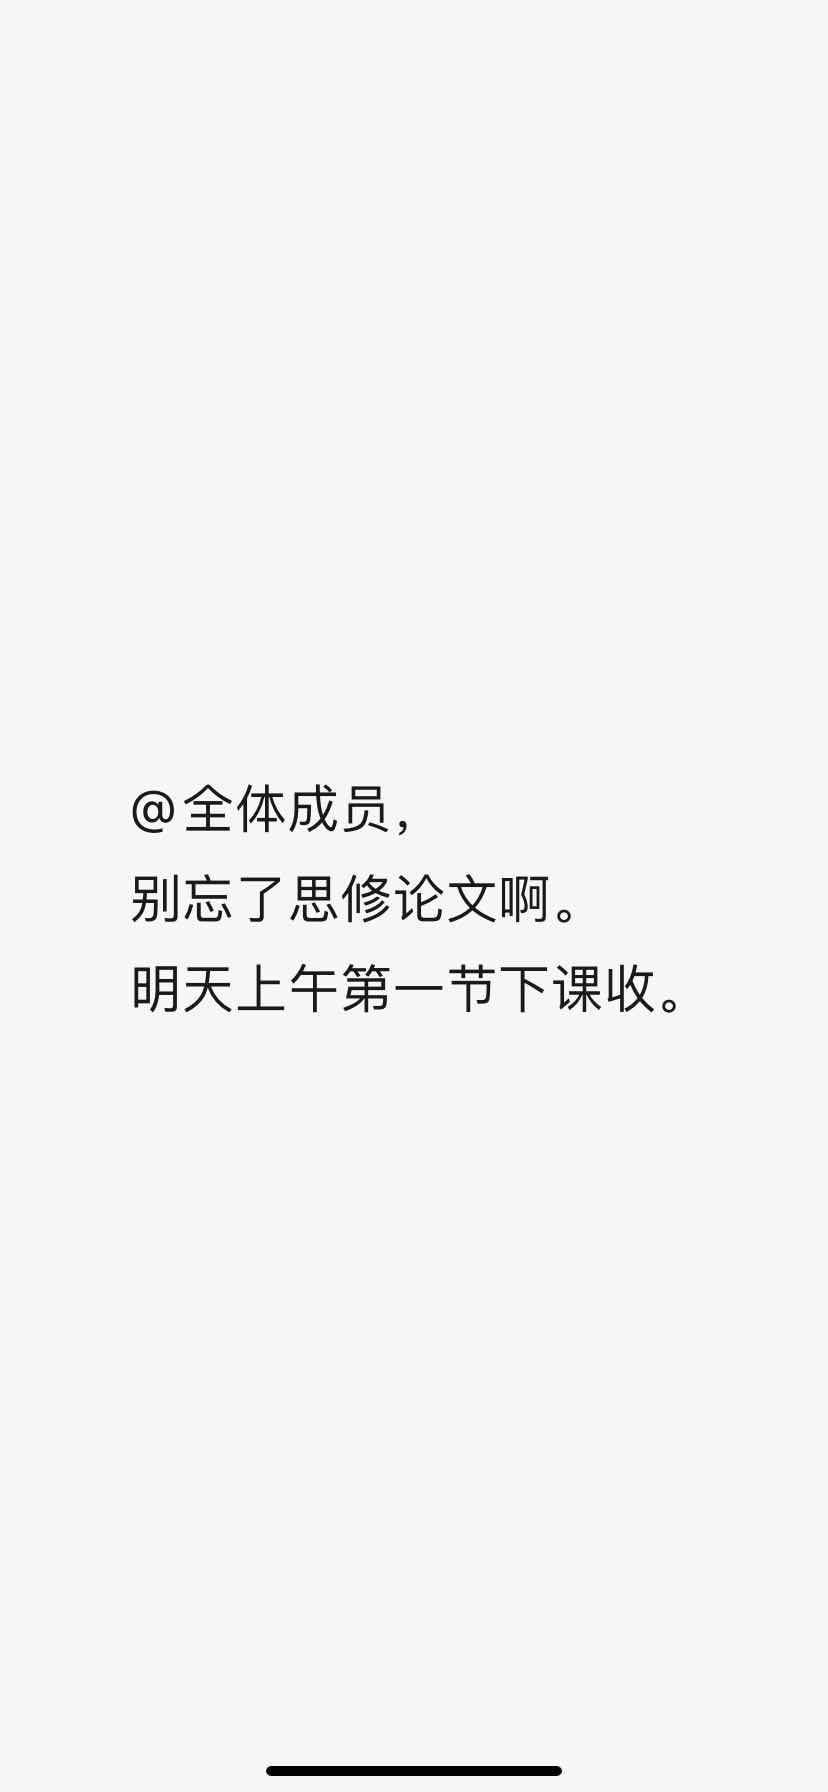 @全体成员，
别忘了思修论文啊。
明天上午第一节下课收。